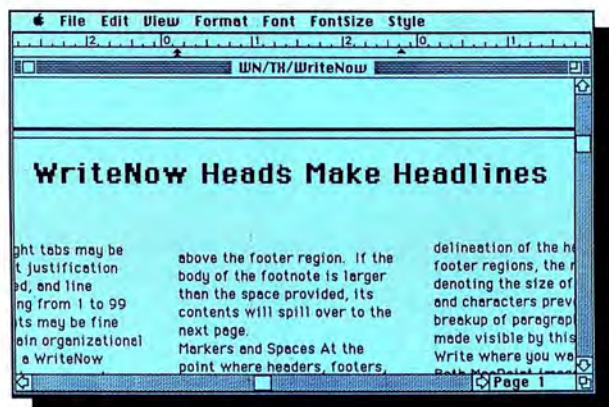 File Edit View Format Font FontSize Style
2 0 1 2 0 1
WN/TX/WriteNow
WriteNow Heads Make Headlines
ght tabs may be
t justification
ed, and line
ng from 1 to 99
ts may be fine
ain organizational
a WriteNow
above the footer region. If the
body of the footnote is larger
than the space provided, its
contents will spill over to the
next page.
Markers and Spaces At the
point where headers, footers,
delineation of the he
footer regions, the r
denoting the size of
and characters prev
breakup of paragrap
made visible by this
Write where you wa
Both MacPaint imag
Page 1